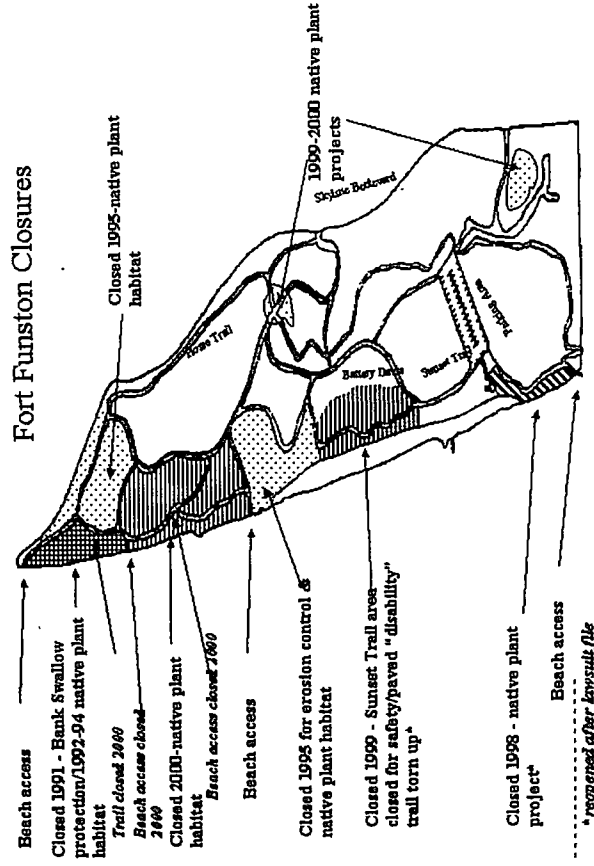 Fort Funston Closures
Beach access
Closed 1991 - Bank Swallow
protection/1992-94 native plant
habitat
Trail closed 2000
Beach access closed
2000
Closed 2000-native plant
habitat
Beach access closed 2000
Beach access
Closed 1995 for erosion control &
native plant habitat
Closed 1999 - Sunset Trail area
closed for safety/paved "disability"
trail torn up*
Closed 1998 - native plant
project*
Beach access
*reopened after lawsuit file
Closed 1995-native plant
habitat
1999-2000 native plant
projects
Horse Trail
Skyline Boulevard
Battery Davis
Sunset Trail
Parking Area